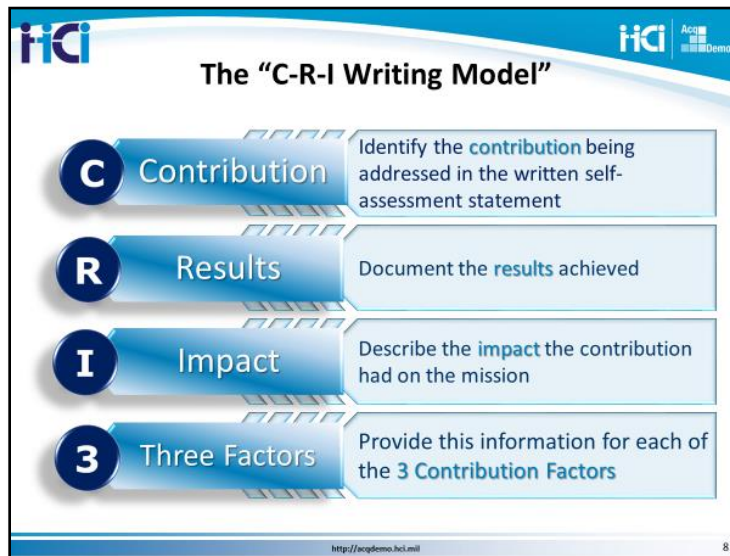 HCi
HCi
Acq
Demo
The "C-R-I Writing Model"
C
Contribution
Identify the contribution being
addressed in the written self-
assessment statement
R
Results
Document the results achieved
I
Impact
Describe the impact the contribution
had on the mission
3
Three Factors
Provide this information for each of
the 3 Contribution Factors
http://acqdemo.hci.mil
8